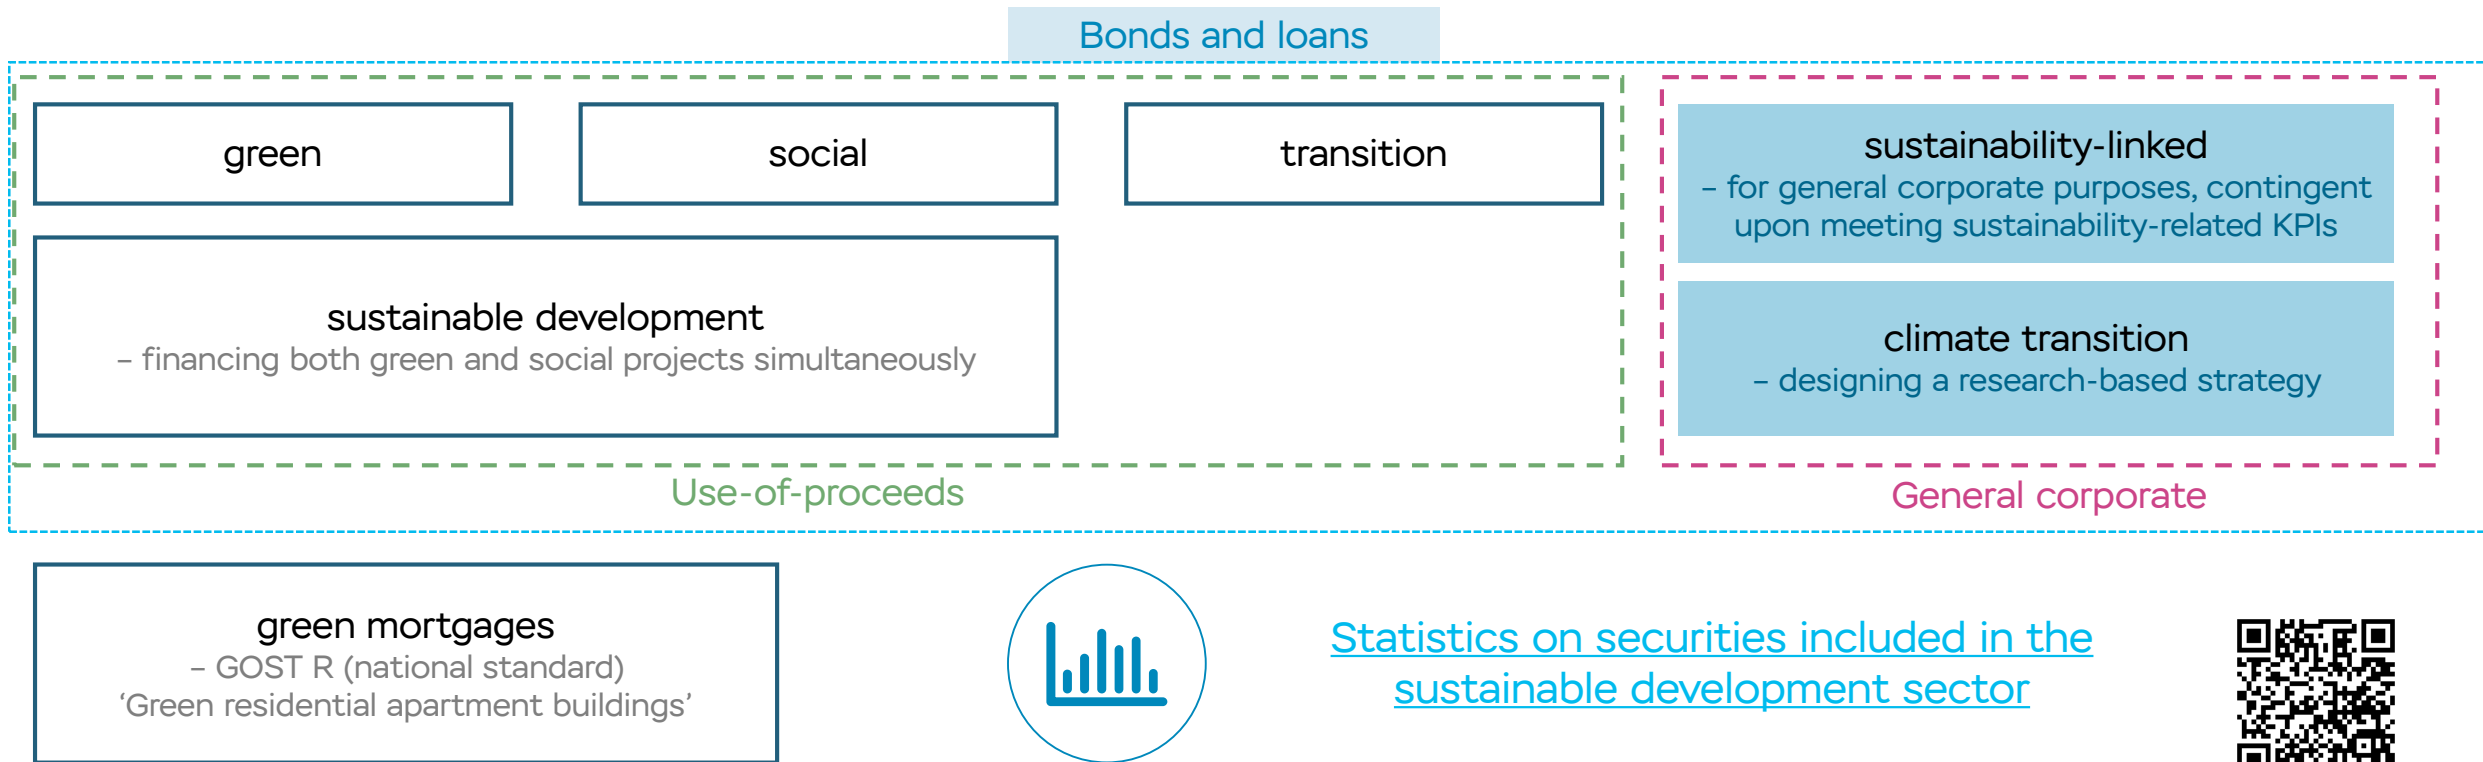 Bonds and loans
green
social
transition
sustainable development
– financing both green and social projects simultaneously
sustainability-linked
– for general corporate purposes, contingent
upon meeting sustainability-related KPIs
climate transition
– designing a research-based strategy
Use-of-proceeds
General corporate
green mortgages
– GOST R (national standard)
‘Green residential apartment buildings’
Statistics on securities included in the
sustainable development sector